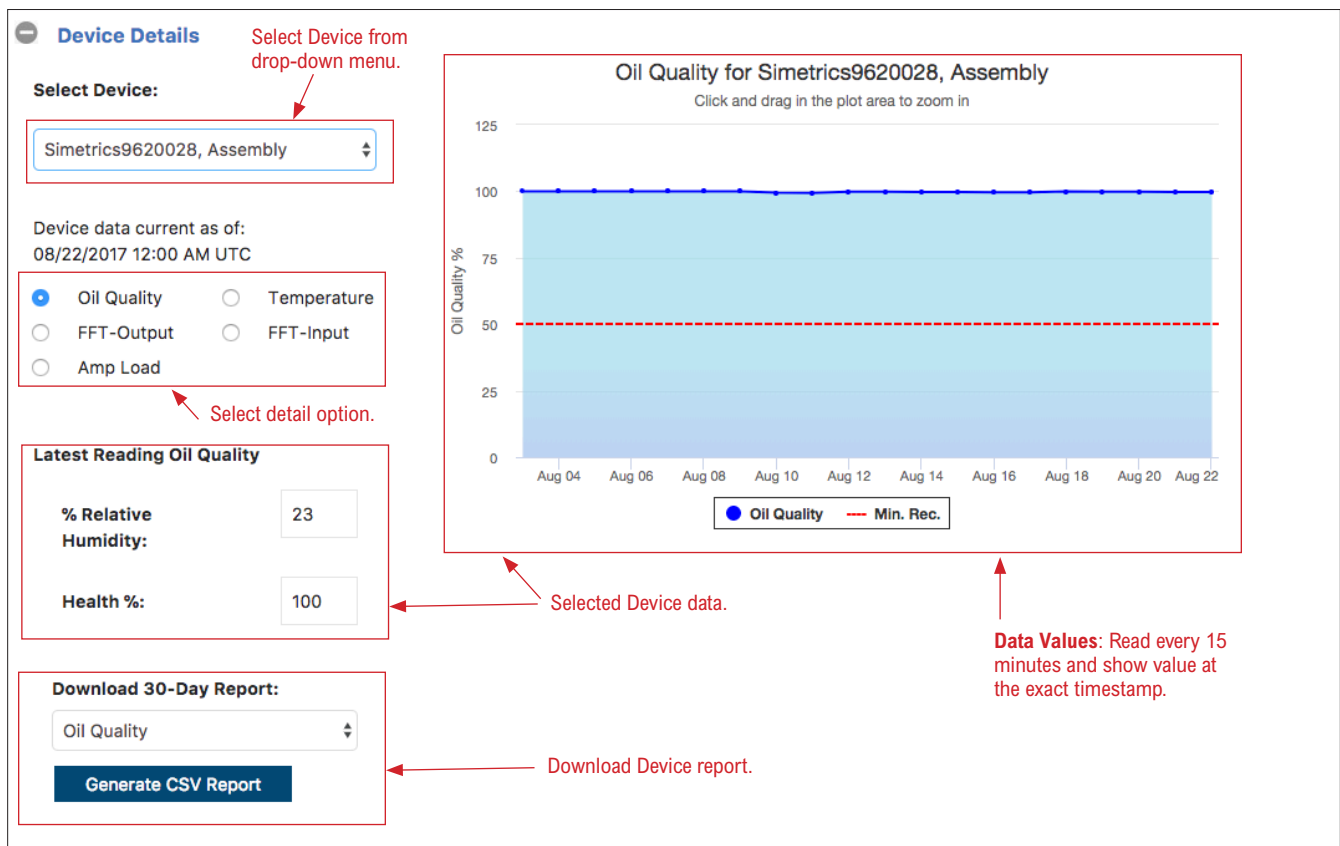 Device Details
Select Device from
drop-down menu.
Select Device:
Simetrics9620028, Assembly
Device data current as of:
08/22/2017 12:00 AM UTC
Oil Quality
Temperature
FFT-Output
FFT-Input
Amp Load
Select detail option.
Latest Reading Oil Quality
% Relative
Humidity:
23
Health %:
100
Download 30-Day Report:
Oil Quality
Generate CSV Report
Oil Quality for Simetrics9620028, Assembly
Click and drag in the plot area to zoom in
Oil Quality %
125
100
75
50
25
0
Aug 04 Aug 06 Aug 08 Aug 10 Aug 12 Aug 14 Aug 16 Aug 18 Aug 20 Aug 22
Oil Quality Min. Rec.
Selected Device data.
Data Values: Read every 15
minutes and show value at
the exact timestamp.
Download Device report.